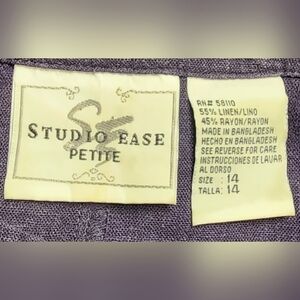 SE
STUDIO EASE
PETITE
RN# 58110
55% LINEN/LINO
45% RAYON/RAYON
MADE IN BANGLADESH
HECHO EN BANGLADESH
SEE REVERSE FOR CARE
INSTRUCCIONES DE LAVAR
AL DORSO
SIZE : 14
TALLA: 14